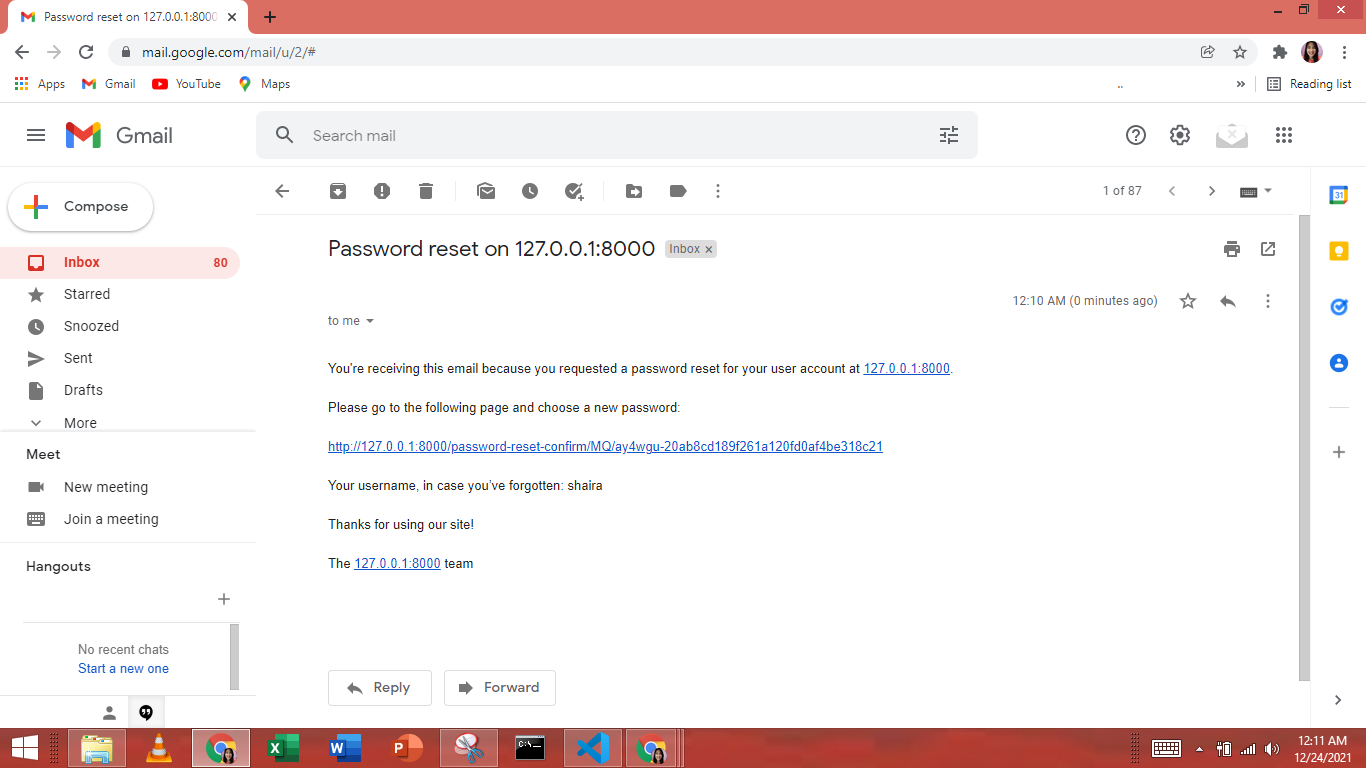 Password reset on 127.0.0.1:8000
mail.google.com/mail/u/2/#
Apps Gmail YouTube Maps .. » Reading list
Gmail Search mail
Compose 1 of 87
Password reset on 127.0.0.1:8000 Inbox ×
Inbox 80
Starred
Snoozed
Sent
Drafts
More
12:10 AM (0 minutes ago)
to me
You're receiving this email because you requested a password reset for your user account at 127.0.0.1:8000.
Please go to the following page and choose a new password:
http://127.0.0.1:8000/password-reset-confirm/MQ/ay4wgu-20ab8cd189f261a120fd0af4be318c21
Your username, in case you've forgotten: shaira
Thanks for using our site!
The 127.0.0.1:8000 team
Meet
New meeting
Join a meeting
Hangouts
No recent chats
Start a new one
Reply Forward
31
12:11 AM
12/24/2021